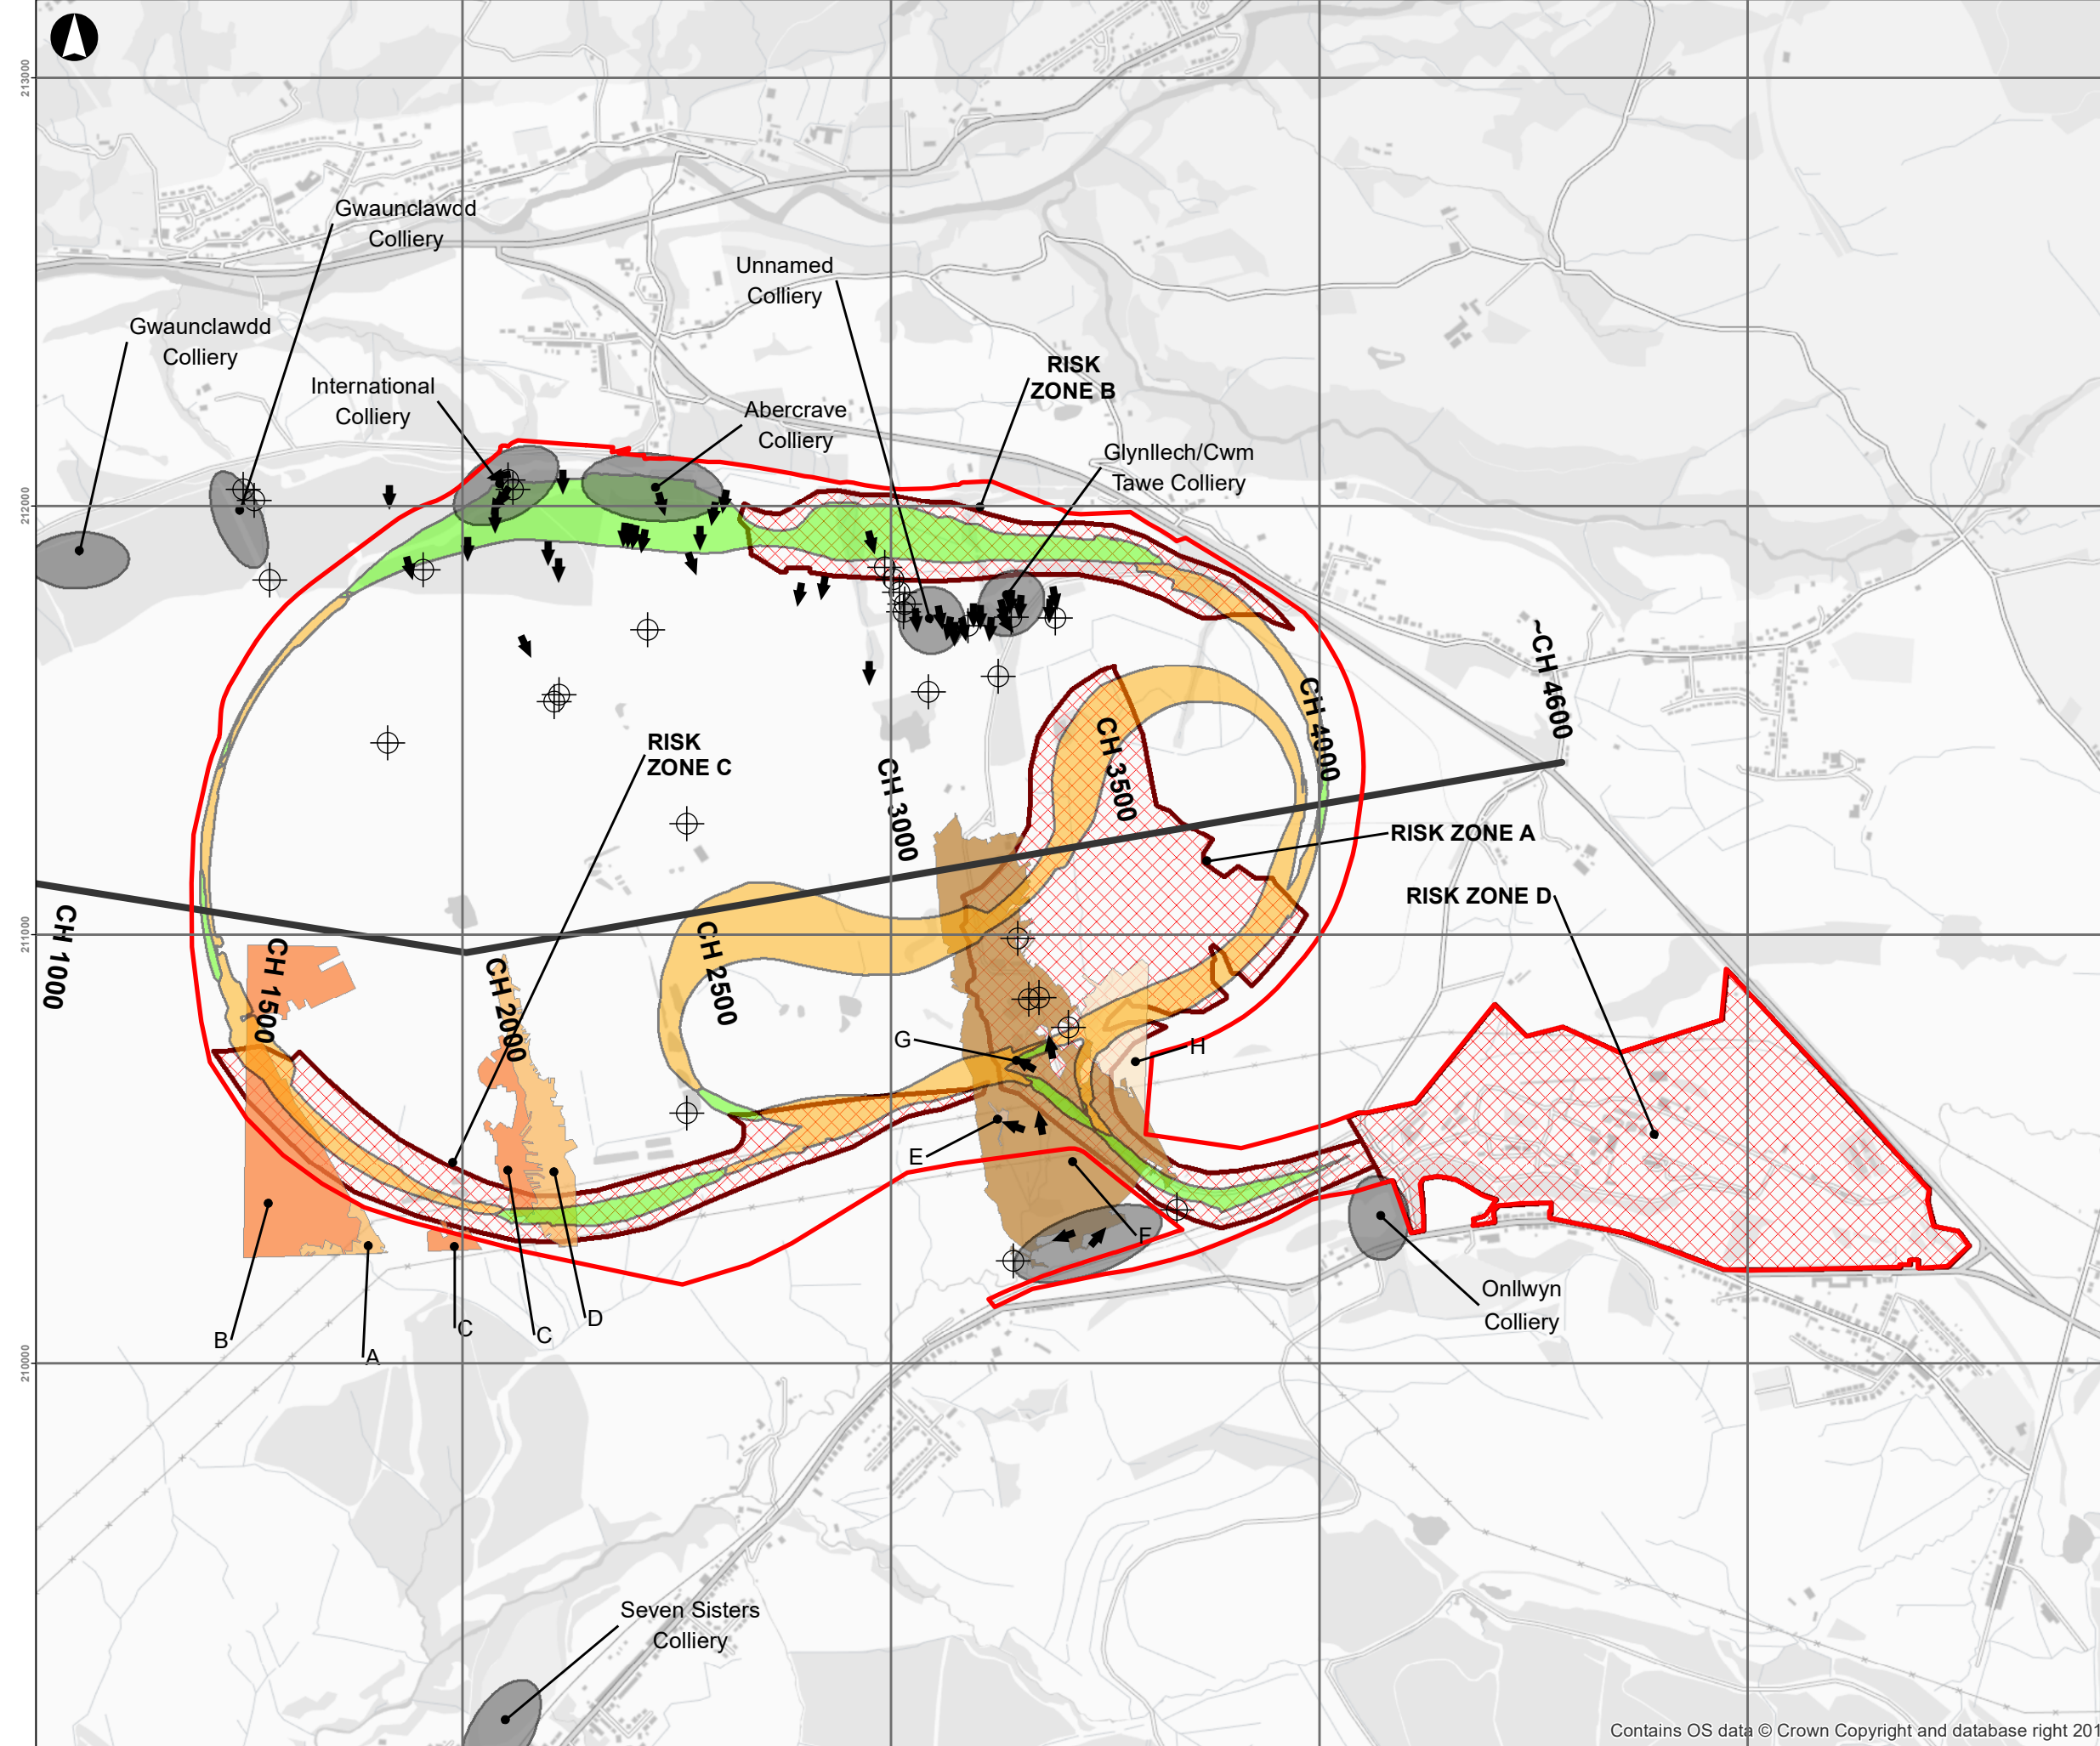 213000
Gwaunclawdd
Colliery
Unnamed
Colliery
Gwaunclawdd
Colliery
RISK
ZONE B
International
Colliery
Abercrave
Colliery
Glynllech/Cwm
Tawe Colliery
212000
~CH 4600
CH 4000
RISK
ZONE C
CH 3500
CH 3000
RISK ZONE A
RISK ZONE D
211000
CH 1000
CH 1500
CH 2000
CH 2500
G
H
E
F
Onllwyn
Colliery
D
C
C
B
A
210000
Seven Sisters
Colliery
Contains OS data © Crown Copyright and database right 201